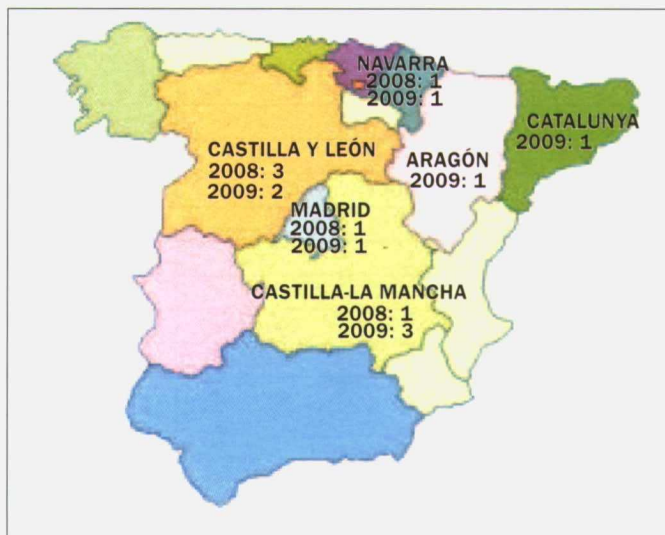 NAVARRA
2008: 1
2009: 1
CATALUNYA
2009: 1
CASTILLA Y LEÓN
2008: 3
2009: 2
ARAGÓN
2009: 1
MADRID
2008: 1
2009: 1
CASTILLA-LA MANCHA
2008: 1
2009: 3